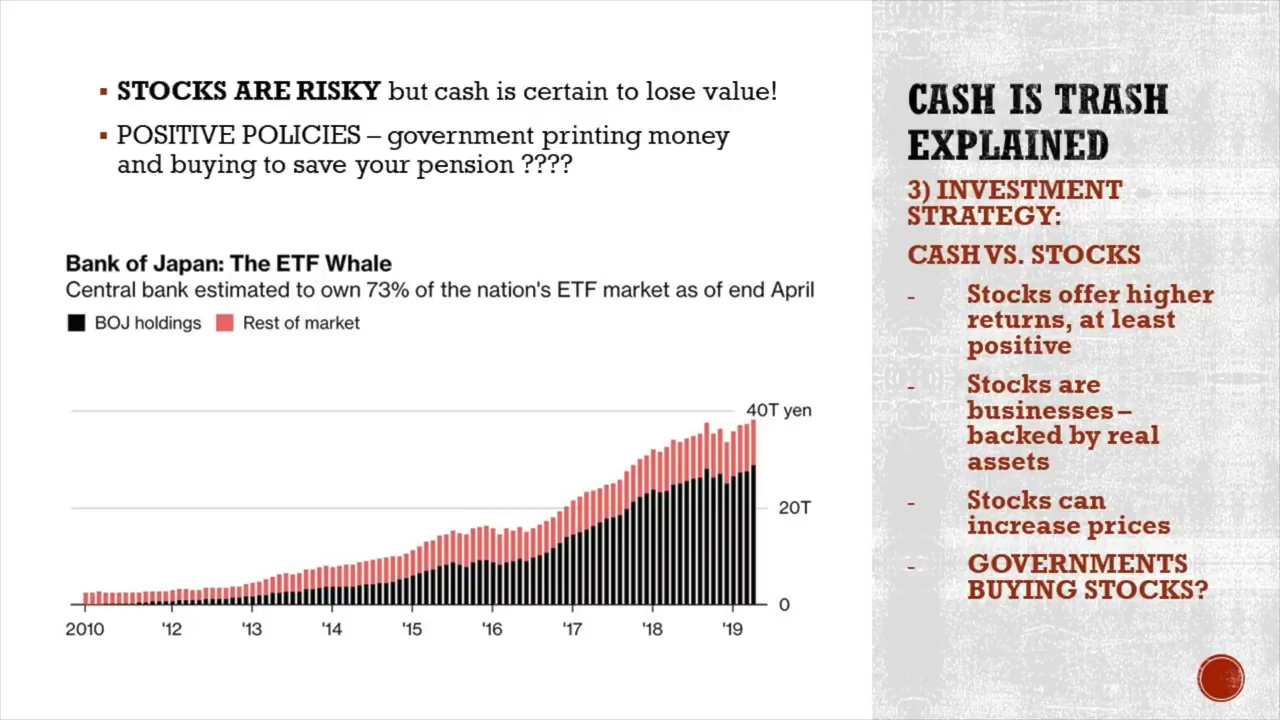 ▪ STOCKS ARE RISKY but cash is certain to lose value!
▪ POSITIVE POLICIES – government printing money
and buying to save your pension ????
Bank of Japan: The ETF Whale
Central bank estimated to own 73% of the nation's ETF market as of end April
BOJ holdings Rest of market
40T yen
20T
0
2010 '12 '13 '14 '15 '16 '17 '18 '19
CASH IS TRASH
EXPLAINED
3) INVESTMENT
STRATEGY:
CASH VS. STOCKS
- Stocks offer higher
returns, at least
positive
- Stocks are
businesses –
backed by real
assets
- Stocks can
increase prices
- GOVERNMENTS
BUYING STOCKS?